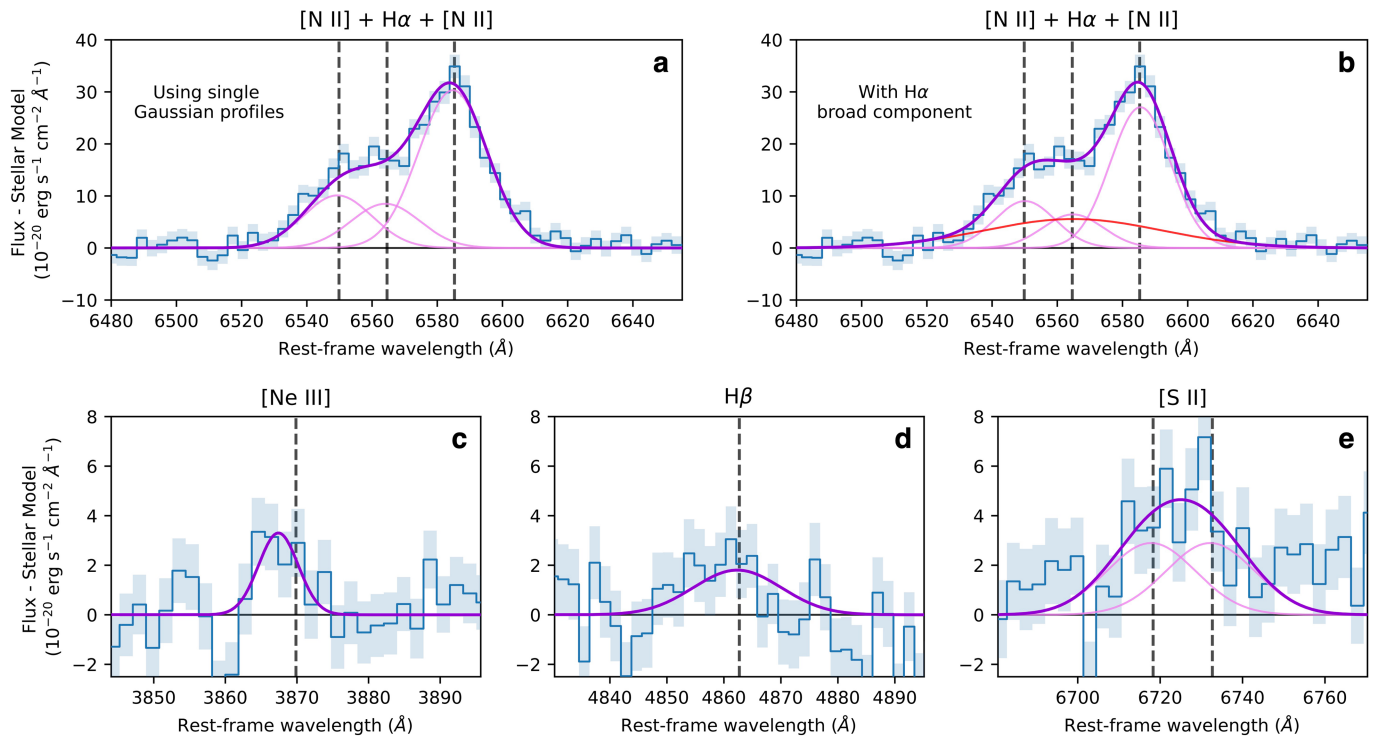 [N II] + Hα + [N II]
[N II] + Hα + [N II]
a
Using single
Gaussian profiles
b
With Hα
broad component
Flux - Stellar Model
(10⁻²⁰ erg s⁻¹ cm⁻² Å⁻¹)
40
30
20
10
0
−10
40
30
20
10
0
−10
6480 6500 6520 6540 6560 6580 6600 6620 6640
6480 6500 6520 6540 6560 6580 6600 6620 6640
Rest-frame wavelength (Å)
Rest-frame wavelength (Å)
[Ne III]
Hβ
[S II]
c
d
e
Flux - Stellar Model
(10⁻²⁰ erg s⁻¹ cm⁻² Å⁻¹)
8
6
4
2
0
−2
8
6
4
2
0
−2
8
6
4
2
0
−2
3850 3860 3870 3880 3890
4840 4850 4860 4870 4880 4890
6700 6720 6740 6760
Rest-frame wavelength (Å)
Rest-frame wavelength (Å)
Rest-frame wavelength (Å)